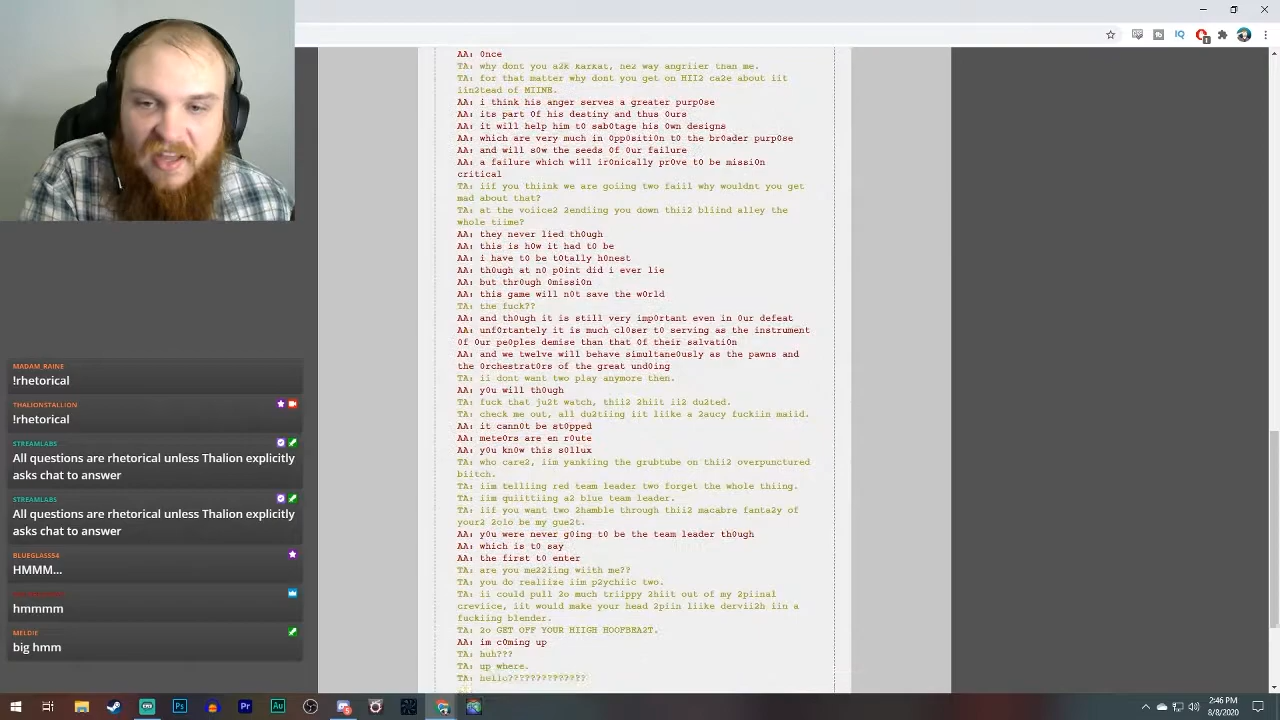 AA: 0nce
TA: why dont you a2k karkat, he2 way angriier than me.
TA: for that matter why dont you get on HII2 ca2e about iit
iin2tead of MIINE.
AA: i think his anger serves a greater purp0se
AA: its part 0f his destiny and thus 0urs
AA: it will help him t0 sab0tage his 0wn designs
AA: which are very much in 0pp0siti0n t0 the br0ader purp0se
AA: and will s0w the seeds 0f 0ur failure
AA: a failure which will ir0nically pr0ve t0 be missi0n
critical
TA: iif you thiink we are goiing two faiil why wouldnt you get
mad about that?
TA: at the voiice2 2endiing you down thii2 bliind alley the
whole tiime?
AA: they never lied th0ugh
AA: this is h0w it had t0 be
AA: i have t0 be t0tally h0nest
AA: th0ugh at n0 p0int did i ever lie
AA: but thr0ugh 0missi0n
AA: this game will n0t save the w0rld
TA: the fuck??
AA: and th0ugh it is still very imp0rtant even in 0ur defeat
AA: unf0rtantely it is much cl0ser t0 serving as the instrument
0f 0ur pe0ples demise than that 0f their salvati0n
AA: and we twelve will behave simultane0usly as the pawns and
the 0rchestrat0rs of the great und0ing
TA: ii dont want two play anymore then.
AA: y0u will th0ugh
TA: fuck that ju2t watch, thii2 2hiit ii2 du2ted.
TA: check me out, all du2tiing iit liike a 2aucy fuckiin maiid.
AA: it cann0t be st0pped
AA: mete0rs are en r0ute
AA: y0u kn0w this s0llux
TA: who care2, iim yankiing the grubtube on thii2 overpunctured
biitch.
TA: iim telliing red team leader two forget the whole thiing.
TA: iim quiittiing a2 blue team leader.
TA: iif you want two 2hamble through thii2 macabre fanta2y of
your2 2olo be my gue2t.
AA: y0u were never g0ing t0 be the team leader th0ugh
AA: which is t0 say
AA: the first t0 enter
TA: are you me22iing wiith me??
TA: you do realiize iim p2ychiic two.
TA: ii could pull 2o much triippy 2hiit out of my 2piinal
creviice, iit would make your head 2piin liike dervii2h iin a
fuckiing blender.
TA: 2o GET OFF YOUR HIIGH HOOFBEA2T.
AA: im c0ming up
TA: huh???
TA: up where.
TA: hello?????????????
MADAM_RAINE
!rhetorical
THALIONSTALLION
!rhetorical
STREAMLABS
All questions are rhetorical unless Thalion explicitly
asks chat to answer
STREAMLABS
All questions are rhetorical unless Thalion explicitly
asks chat to answer
BLUEGLASS84
HMMM...
hmmmm
MELDIE
big hmm
2:46 PM
8/8/2020